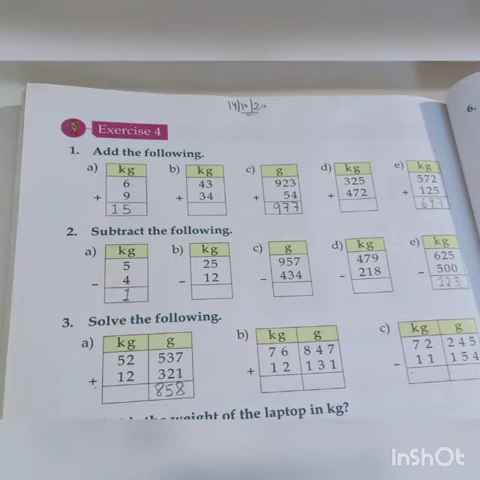 14/10/20
6.
Exercise 4
1. Add the following.
a) b) c) d) e)
kg kg g kg kg
6 43 923 325 572
+ 9 + 34 + 54 + 472 + 125
15 977 697
2. Subtract the following.
a) b) c) d) e)
kg kg g kg kg
5 25 957 479 625
- 4 - 12 - 434 - 218 - 500
1 125
3. Solve the following.
a) b) c)
kg g kg g kg g
52 537 76 847 72 245
+ 12 321 + 12 131 - 11 154
858
the weight of the laptop in kg?
InShOt